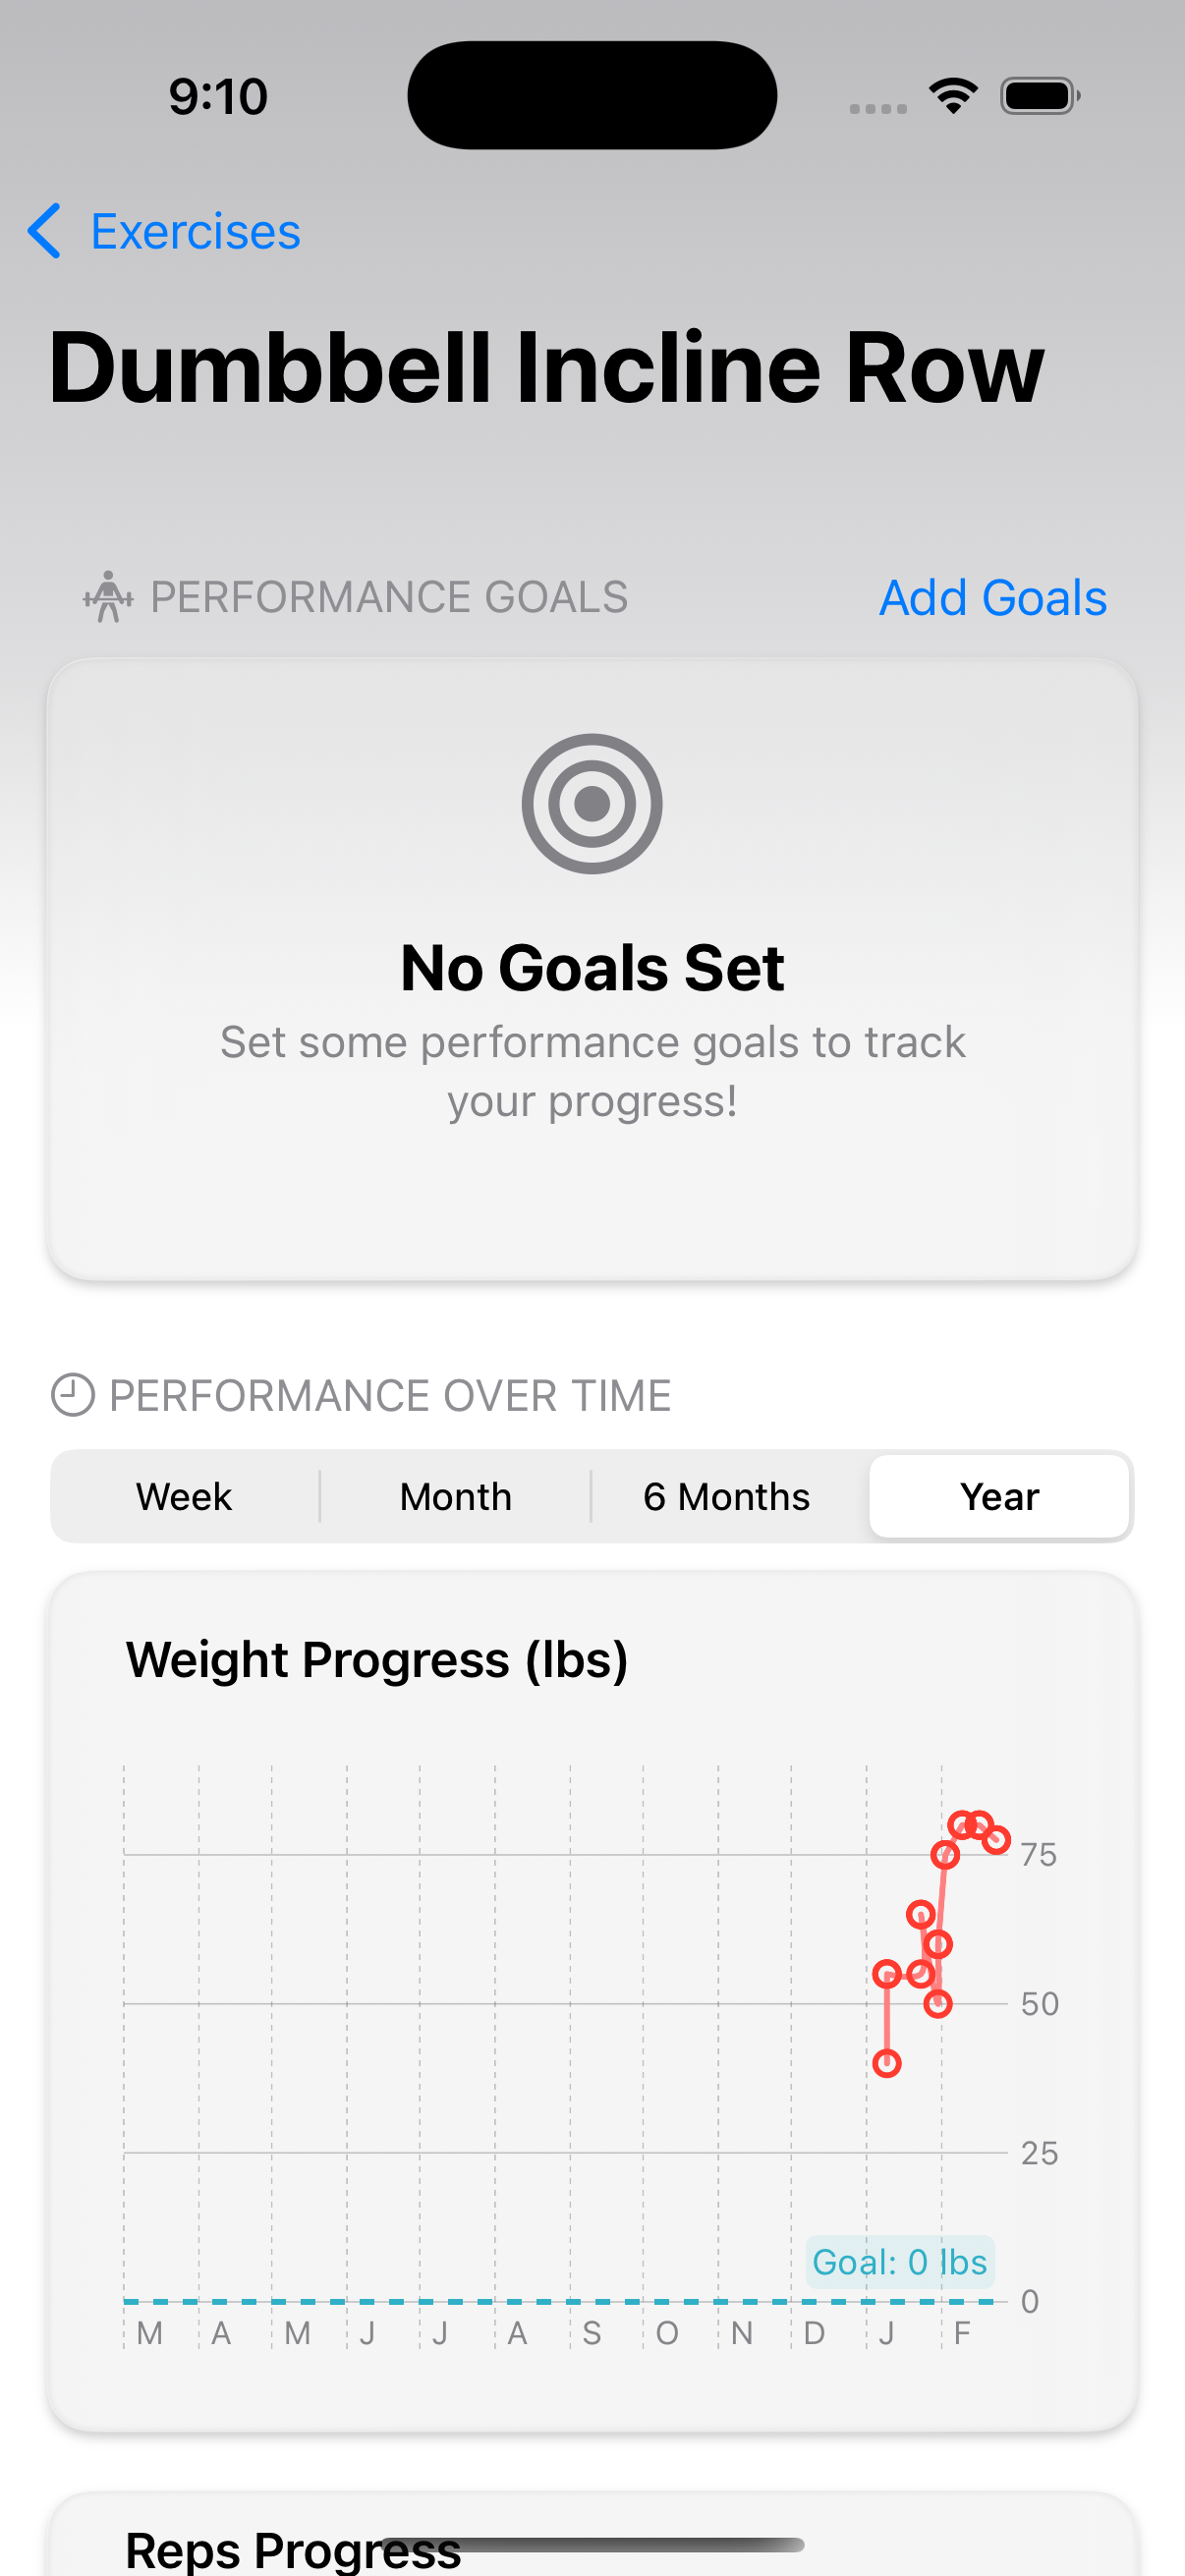 9:10
Exercises
Dumbbell Incline Row
PERFORMANCE GOALS
Add Goals
No Goals Set
Set some performance goals to track
your progress!
PERFORMANCE OVER TIME
Week Month 6 Months Year
Weight Progress (lbs)
75
50
25
Goal: 0 lbs
0
M A M J J A S O N D J F
Reps Progress